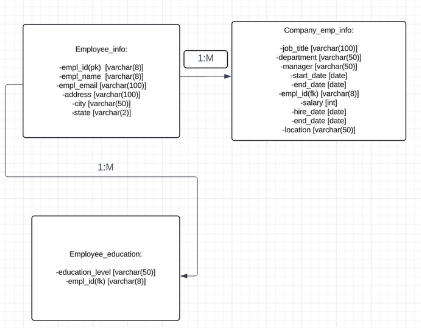 Employee_info:
-empl_id(pk) [varchar(8)]
-empl_name [varchar(8)]
-empl_email [varchar(100)]
-address [varchar(100)]
-city [varchar(50)]
-state [varchar(2)}
1:M
Company_emp_info:
-job_title [varchar(100)]
-department [varchar(50)]
-manager [varchar(50)]
-start_date [date]
-end_date [date]
-empl_id(fk) [varchar(8)]
-salary [int]
-hire_date [date]
-end_date [date]
-location [varchar(50)]
1:M
Employee_education:
-education_level [varchar(50)]
-empl_id(fk) [varchar(8)]